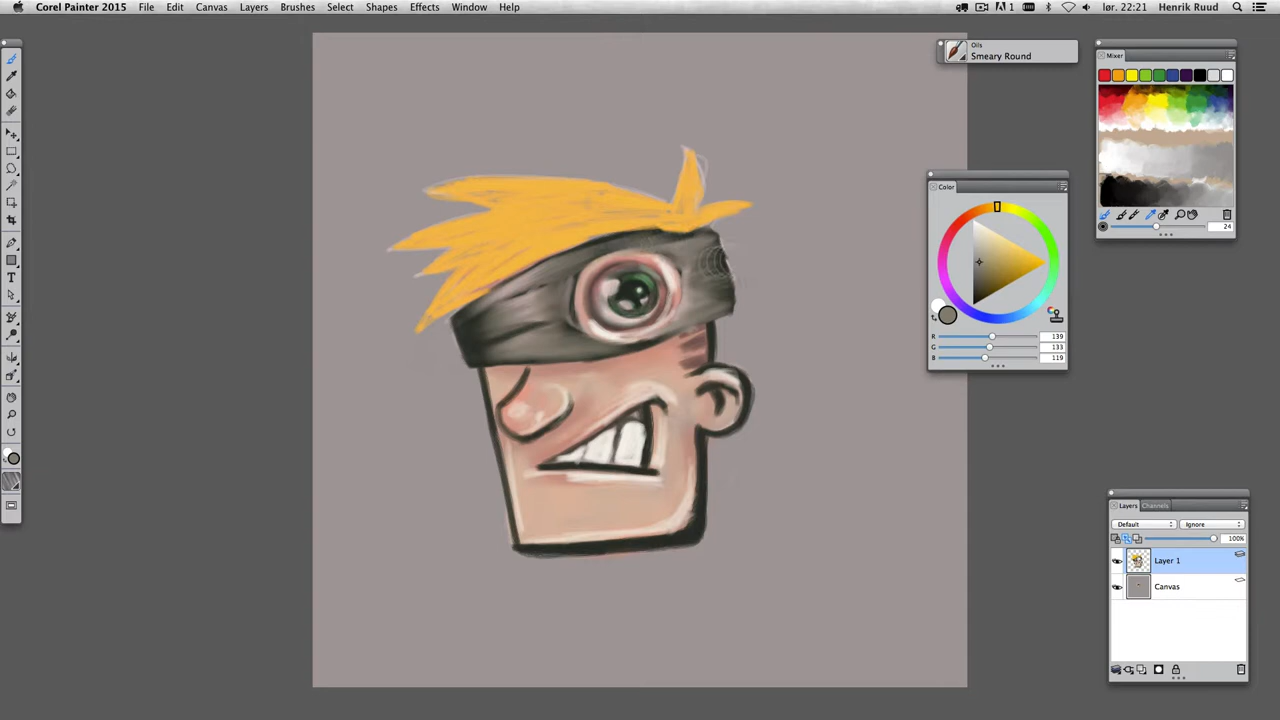 Corel Painter 2015 File Edit Canvas Layers Brushes Select Shapes Effects Window Help
1 lør. 22:21 Henrik Ruud
Oils
Smeary Round
Mixer
24
Color
R 139
G 133
B 119
Layers Channels
Default Ignore
100%
Layer 1
Canvas